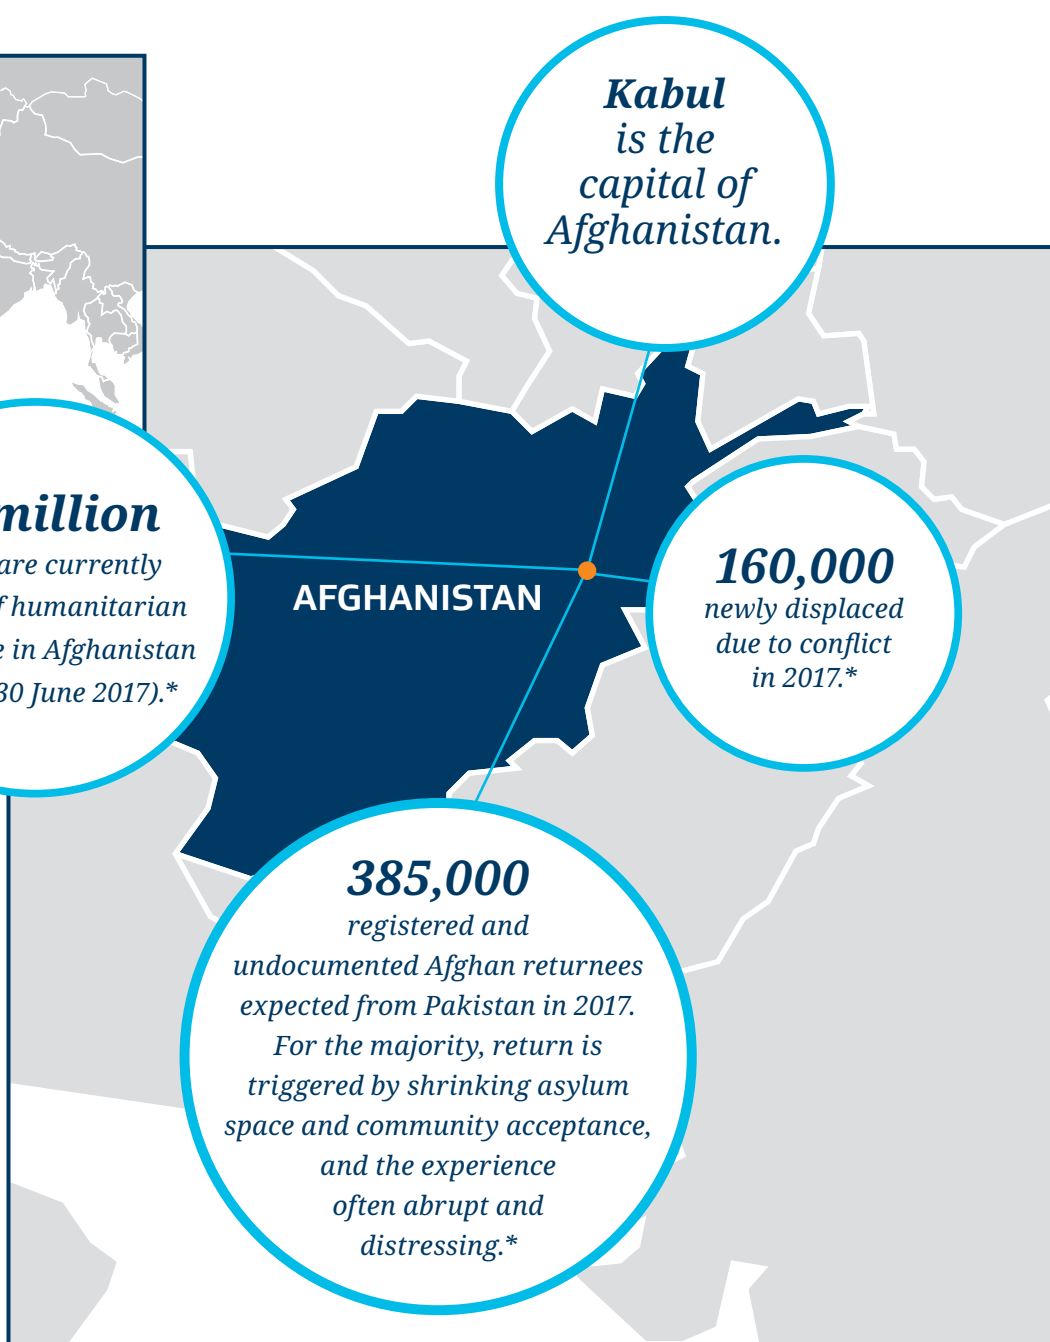 Kabul
is the
capital of
Afghanistan.
million
are currently
f humanitarian
e in Afghanistan
30 June 2017).*
AFGHANISTAN
160,000
newly displaced
due to conflict
in 2017.*
385,000
registered and
undocumented Afghan returnees
expected from Pakistan in 2017.
For the majority, return is
triggered by shrinking asylum
space and community acceptance,
and the experience
often abrupt and
distressing.*